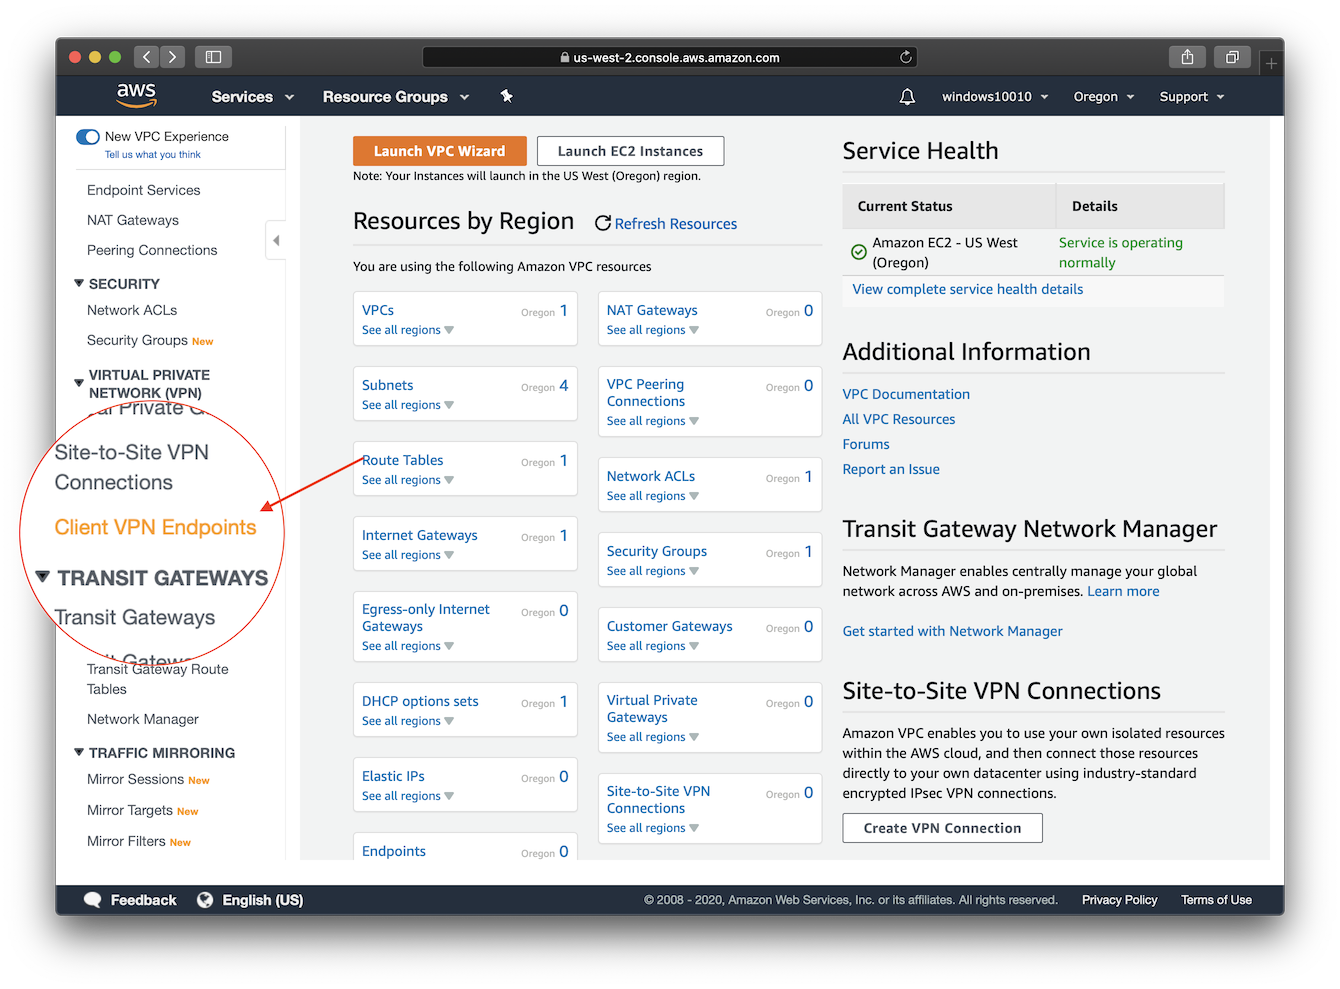 us-west-2.console.aws.amazon.com
aws
Services
Resource Groups
windows10010
Oregon
Support
New VPC Experience
Tell us what you think
Endpoint Services
NAT Gateways
Peering Connections
SECURITY
Network ACLs
Security Groups New
VIRTUAL PRIVATE
NETWORK (VPN)
Private
Site-to-Site VPN
Connections
Client VPN Endpoints
TRANSIT GATEWAYS
Transit Gateways
Transit Gateway Route
Tables
Network Manager
TRAFFIC MIRRORING
Mirror Sessions New
Mirror Targets New
Mirror Filters New
Launch VPC Wizard
Launch EC2 Instances
Note: Your Instances will launch in the US West (Oregon) region.
Resources by Region
Refresh Resources
You are using the following Amazon VPC resources
VPCs Oregon 1
See all regions
Subnets Oregon 4
See all regions
Route Tables Oregon 1
See all regions
Internet Gateways Oregon 1
See all regions
Egress-only Internet
Gateways Oregon 0
See all regions
DHCP options sets Oregon 1
See all regions
Elastic IPs Oregon 0
See all regions
Endpoints Oregon 0
NAT Gateways Oregon 0
See all regions
VPC Peering
Connections Oregon 0
See all regions
Network ACLs Oregon 1
See all regions
Security Groups Oregon 1
See all regions
Customer Gateways Oregon 0
See all regions
Virtual Private
Gateways Oregon 0
See all regions
Site-to-Site VPN
Connections Oregon 0
See all regions
Service Health
Current Status
Details
Amazon EC2 - US West
(Oregon)
Service is operating
normally
View complete service health details
Additional Information
VPC Documentation
All VPC Resources
Forums
Report an Issue
Transit Gateway Network Manager
Network Manager enables centrally manage your global
network across AWS and on-premises. Learn more
Get started with Network Manager
Site-to-Site VPN Connections
Amazon VPC enables you to use your own isolated resources
within the AWS cloud, and then connect those resources
directly to your own datacenter using industry-standard
encrypted IPsec VPN connections.
Create VPN Connection
Feedback
English (US)
© 2008 - 2020, Amazon Web Services, Inc. or its affiliates. All rights reserved.
Privacy Policy
Terms of Use